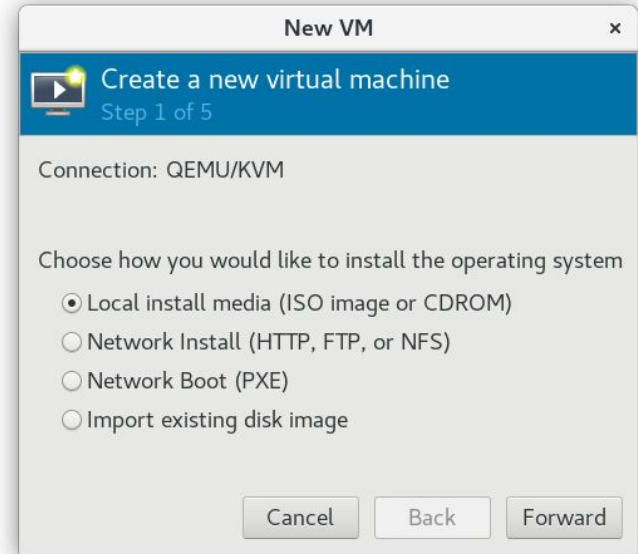 New VM
Create a new virtual machine
Step 1 of 5
Connection: QEMU/KVM
Choose how you would like to install the operating system
Local install media (ISO image or CDROM)
Network Install (HTTP, FTP, or NFS)
Network Boot (PXE)
Import existing disk image
Cancel Back Forward